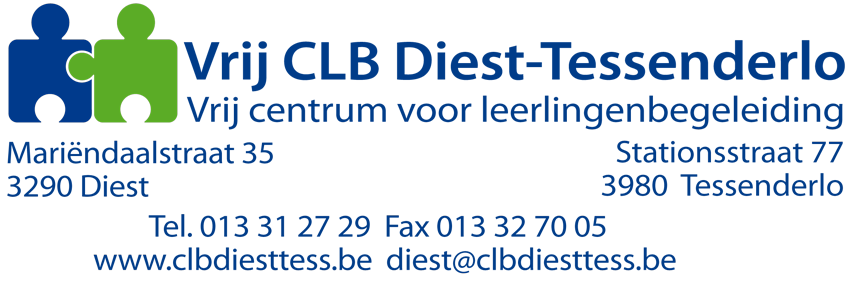 Vrij CLB Diest-Tessenderlo
Vrij centrum voor leerlingenbegeleiding
Mariëndaalstraat 35
3290 Diest
Stationsstraat 77
3980 Tessenderlo
Tel. 013 31 27 29 Fax 013 32 70 05
www.clbdiesttess.be diest@clbdiesttess.be